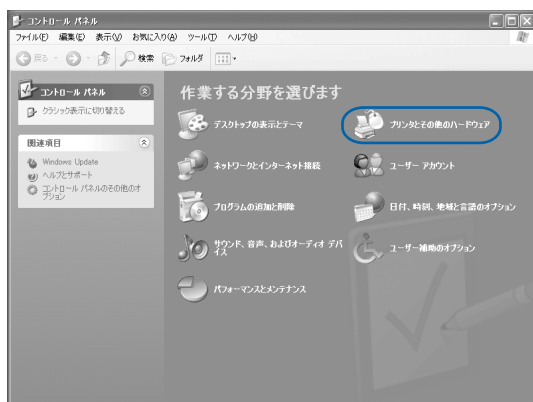 コントロール パネル
ファイル(F) 編集(E) 表示(V) お気に入り(A) ツール(T) ヘルプ(H)
戻る 検索 フォルダ
コントロール パネル
クラシック表示に切り替える
関連項目
Windows Update
ヘルプとサポート
コントロール パネルのその他のオ
プション
作業する分野を選びます
デスクトップの表示とテーマ
プリンタとその他のハードウェア
ネットワークとインターネット接続
ユーザー アカウント
プログラムの追加と削除
日付、時刻、地域と言語のオプション
サウンド、音声、およびオーディオ デバ
イス
ユーザー補助のオプション
パフォーマンスとメンテナンス